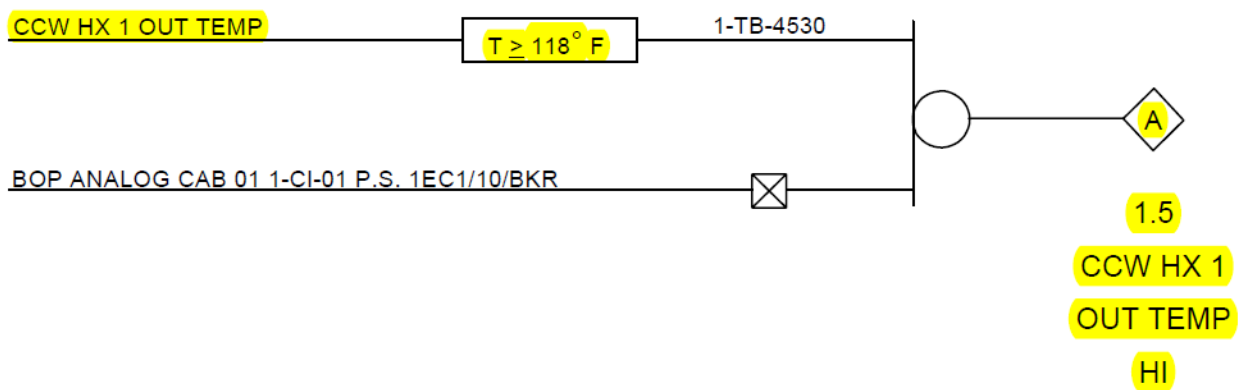 CCW HX 1 OUT TEMP
T ≥ 118° F
1-TB-4530
A
BOP ANALOG CAB 01 1-CI-01 P.S. 1EC1/10/BKR
1.5
CCW HX 1
OUT TEMP
HI